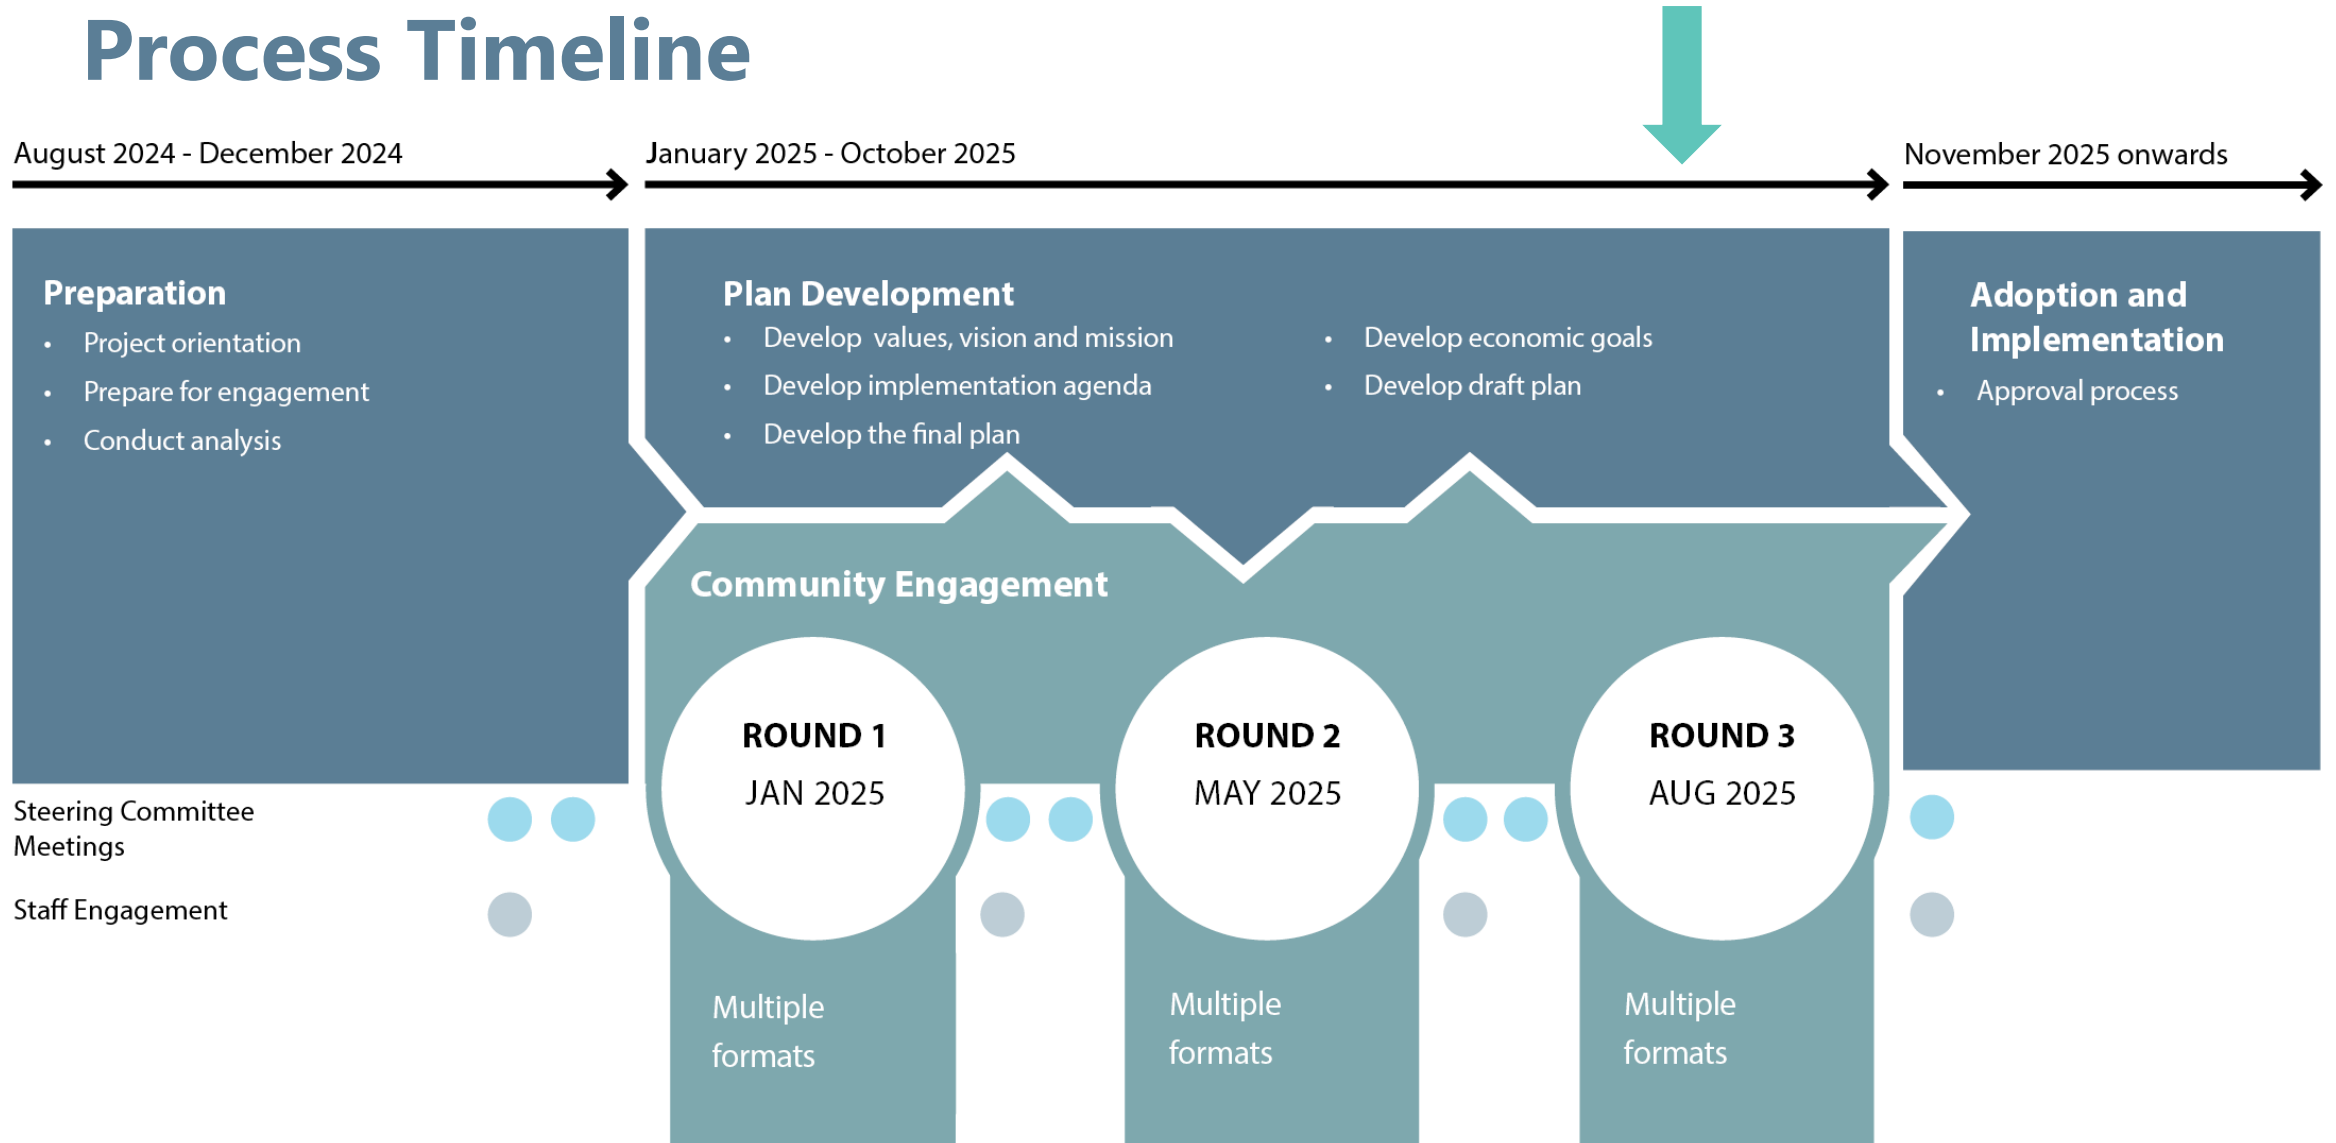 Process Timeline
August 2024 - December 2024
January 2025 - October 2025
November 2025 onwards
Preparation
• Project orientation
• Prepare for engagement
• Conduct analysis
Plan Development
• Develop values, vision and mission
• Develop implementation agenda
• Develop the final plan
• Develop economic goals
• Develop draft plan
Adoption and
Implementation
• Approval process
Community Engagement
ROUND 1
JAN 2025
ROUND 2
MAY 2025
ROUND 3
AUG 2025
Steering Committee
Meetings
Staff Engagement
Multiple
formats
Multiple
formats
Multiple
formats